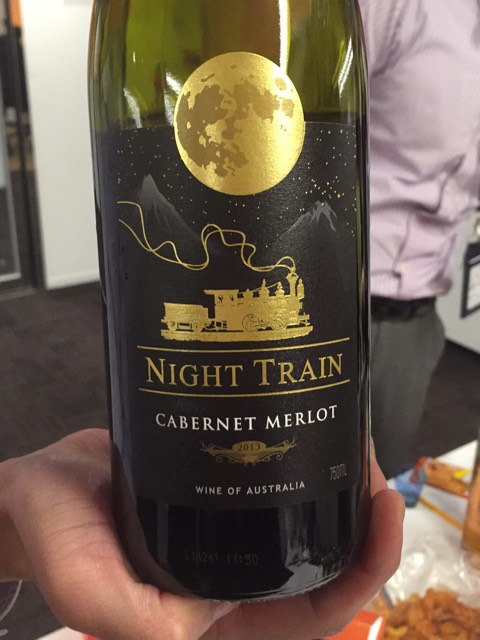 NIGHT TRAIN
CABERNET MERLOT
2013
750ML
WINE OF AUSTRALIA